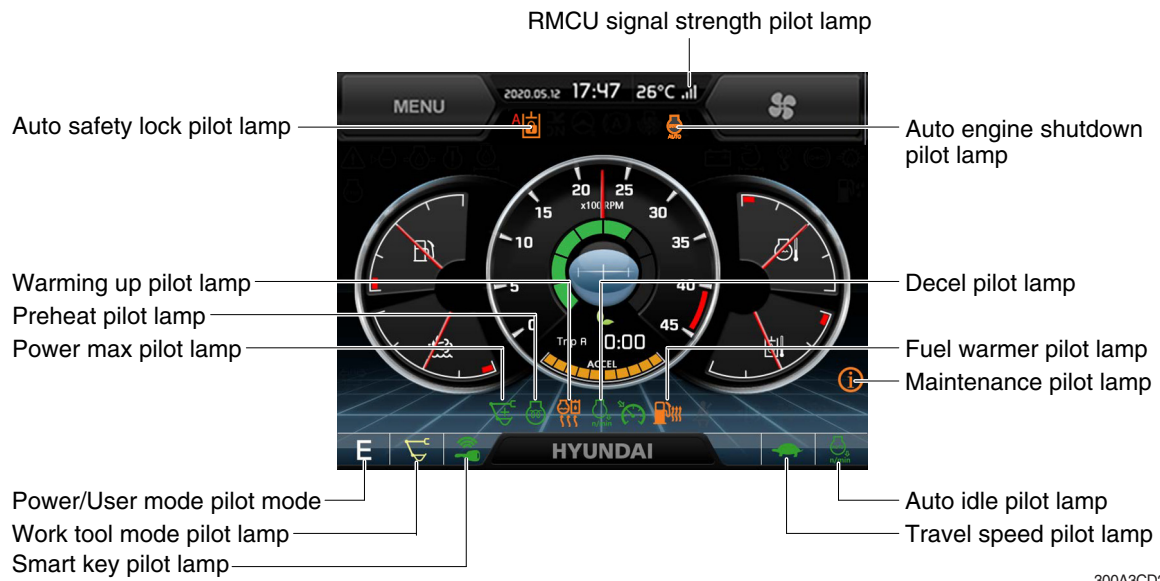 RMCU signal strength pilot lamp
MENU
2020.05.12 17:47 26°C
Auto safety lock pilot lamp
A
AUTO
Auto engine shutdown
pilot lamp
20 25
x100RPM
15 30
10 35
5 40
0 45
Warming up pilot lamp
Decel pilot lamp
Preheat pilot lamp
Power max pilot lamp
Trip A 0:00
ACCEL
Fuel warmer pilot lamp
Maintenance pilot lamp
n/min
E
HYUNDAI
n/min
Power/User mode pilot mode
Auto idle pilot lamp
Work tool mode pilot lamp
Travel speed pilot lamp
Smart key pilot lamp